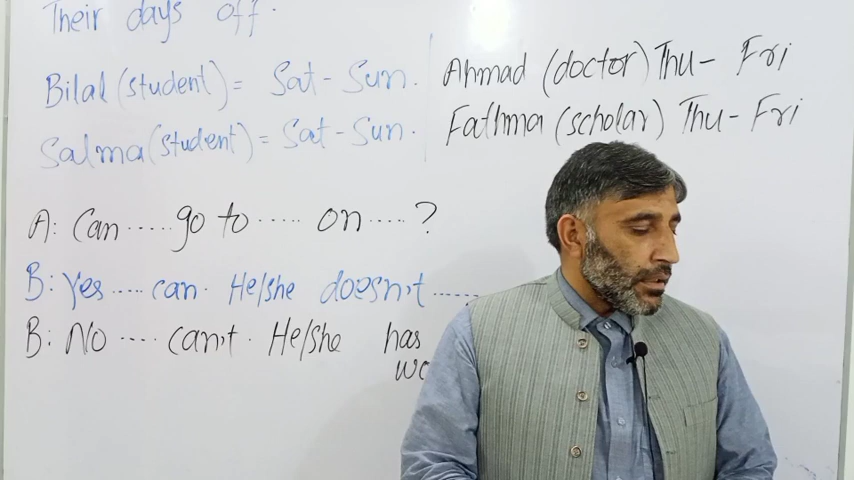 Their days off.
Bilal (student) = Sat - Sun.
Salma (student) = Sat - Sun.
Ahmad (doctor) Thu - Fri
Fathma (scholar) Thu - Fri
A: Can ..... go to ..... on ..... ?
B: Yes .... can. He/she doesn't .....
B: No .... can't. He/she has